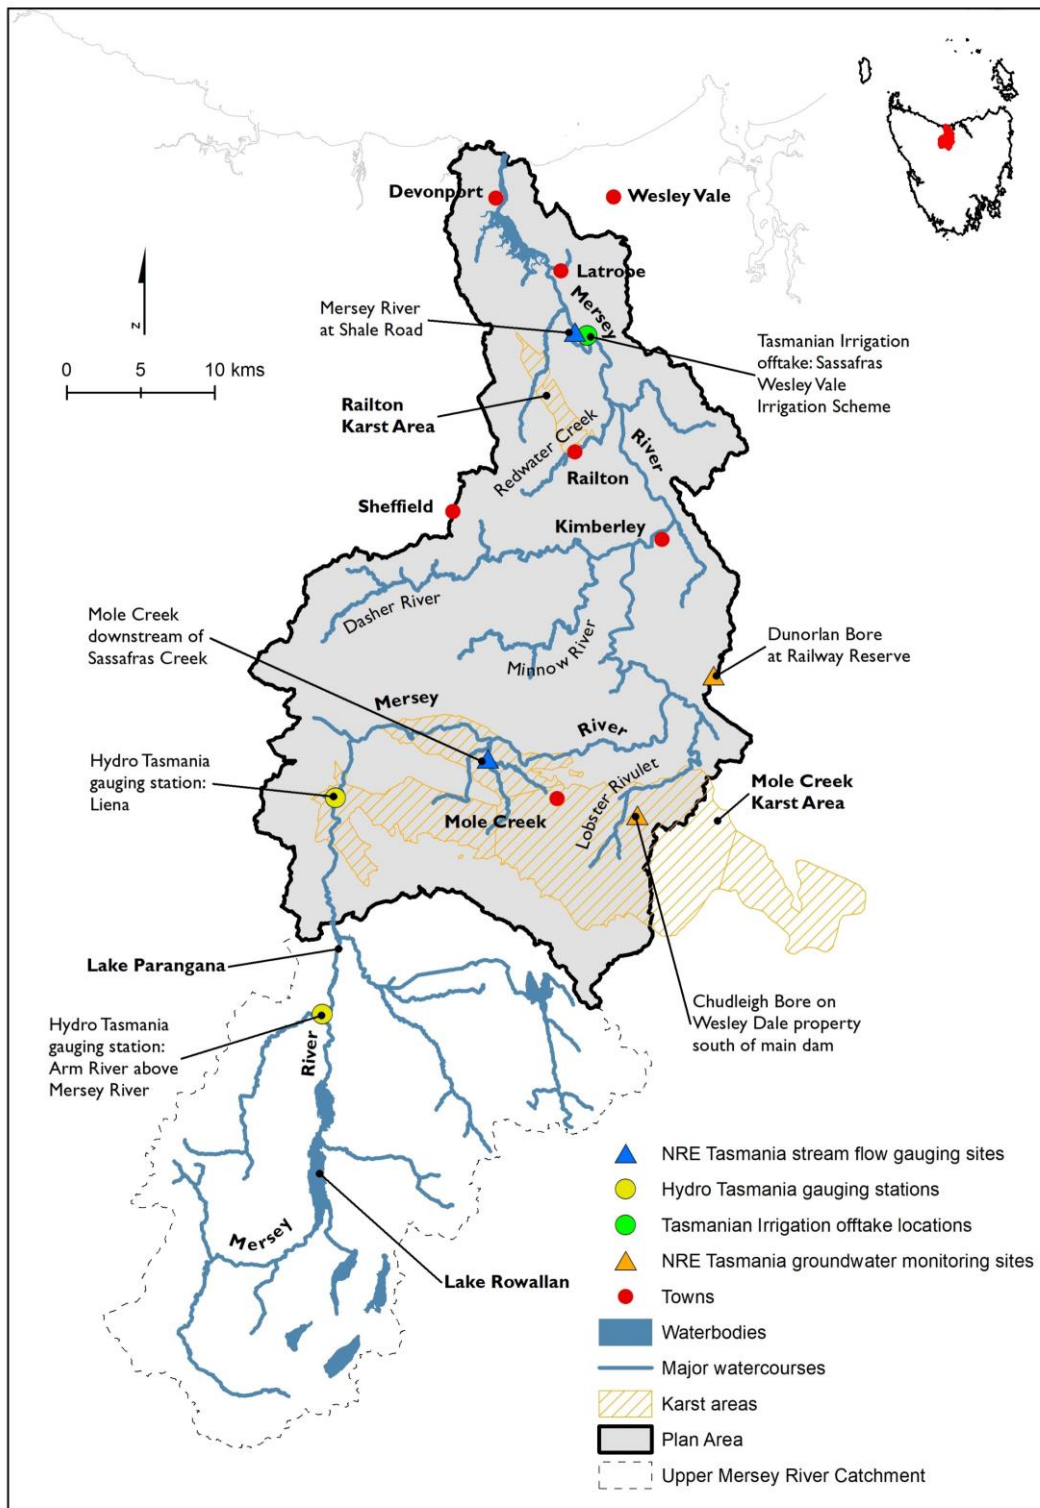 Devonport
Wesley Vale
Latrobe
Mersey
Mersey River
at Shale Road
Tasmanian Irrigation
offtake: Sassafras
Wesley Vale
Irrigation Scheme
z
0 5 10 kms
Railton
Karst Area
Redwater Creek
River
Railton
Sheffield
Kimberley
Dasher River
Minnow River
Mole Creek
downstream of
Sassafras Creek
Dunorlan Bore
at Railway Reserve
Mersey
River
Hydro Tasmania
gauging station:
Liena
Lobster Rivulet
Mole Creek
Mole Creek
Karst Area
Lake Parangana
Chudleigh Bore on
Wesley Dale property
south of main dam
Hydro Tasmania
gauging station:
Arm River above
Mersey River
River
Mersey
Lake Rowallan
NRE Tasmania stream flow gauging sites
Hydro Tasmania gauging stations
Tasmanian Irrigation offtake locations
NRE Tasmania groundwater monitoring sites
Towns
Waterbodies
Major watercourses
Karst areas
Plan Area
Upper Mersey River Catchment